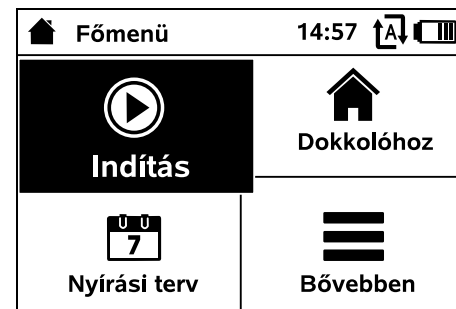 Főmenü 14:57 A
Indítás
Dokkolóhoz
7
Nyírási terv
Bővebben